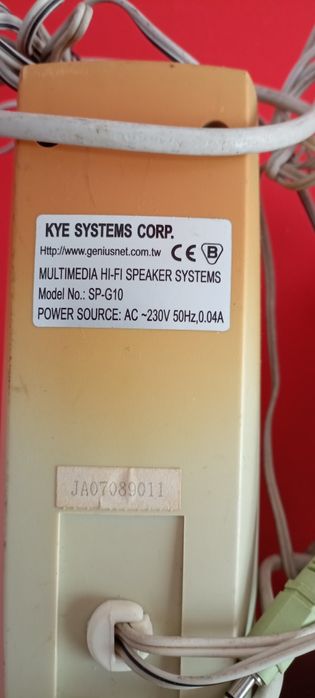 KYE SYSTEMS CORP.
Http://www.geniusnet.com.tw CE B
MULTIMEDIA HI-FI SPEAKER SYSTEMS
Model No.: SP-G10
POWER SOURCE: AC ~230V 50Hz,0.04A
JA07089011